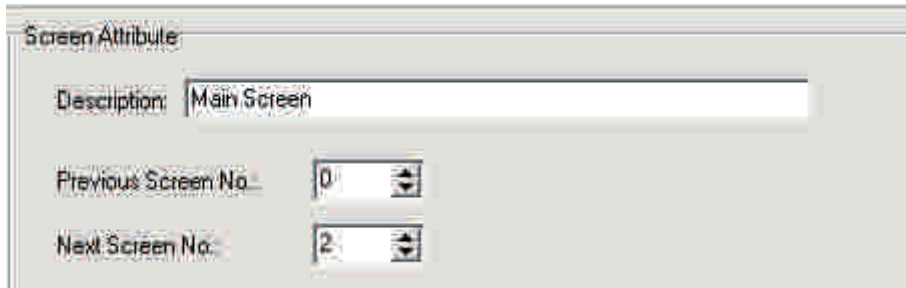 Screen Attribute
Description: Main Screen
Previous Screen No.: 0
Next Screen No.: 2